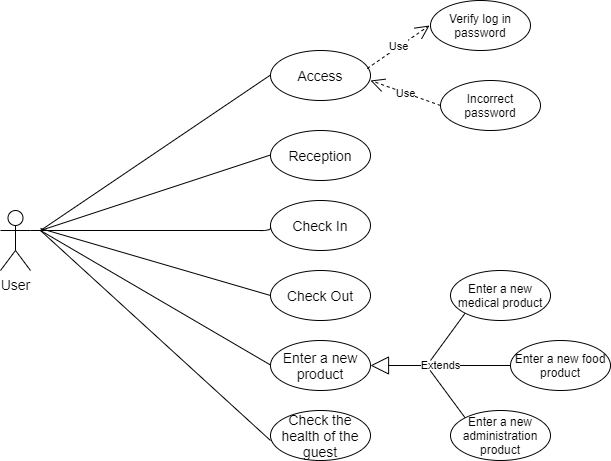 Verify log in
password
Use
Access
Use
Incorrect
password
Reception
Check In
User
Check Out
Enter a new
medical product
Enter a new
product
Extends
Enter a new food
product
Check the
health of the
guest
Enter a new
administration
product